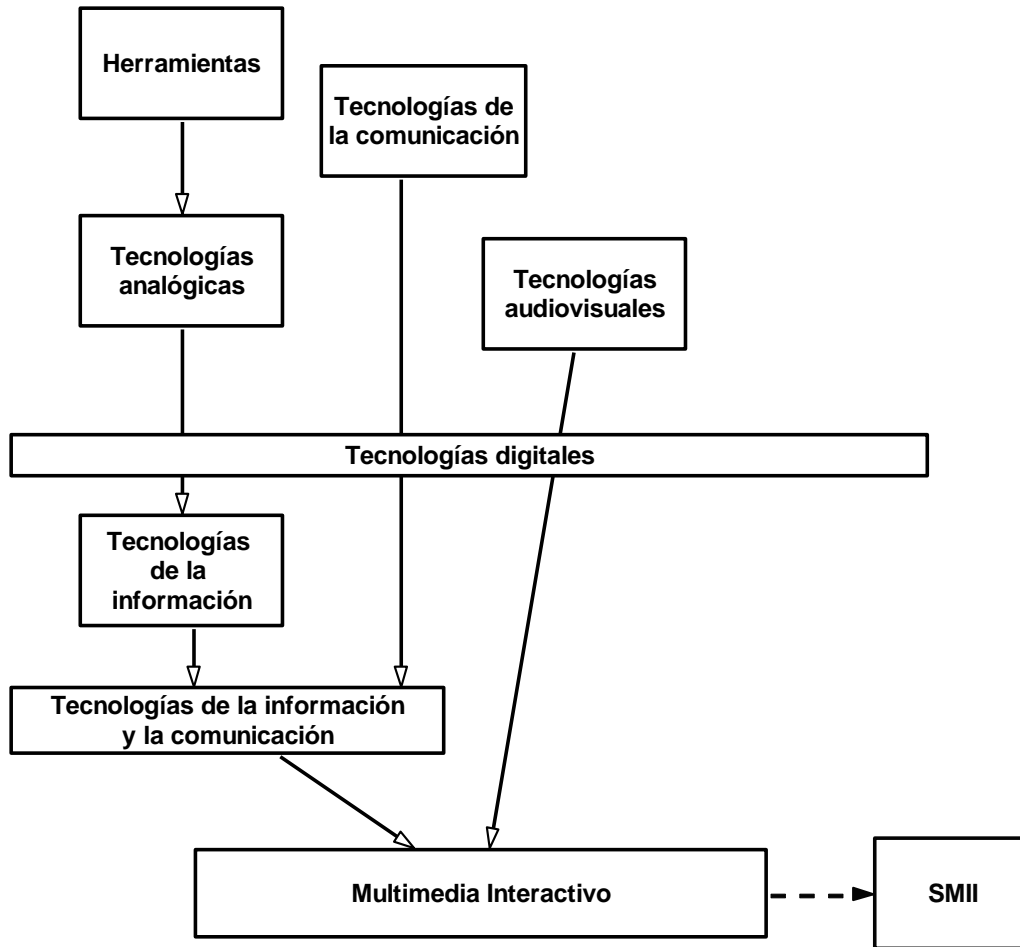 Herramientas
Tecnologías de
la comunicación
Tecnologías
analógicas
Tecnologías
audiovisuales
Tecnologías digitales
Tecnologías
de la
información
Tecnologías de la información
y la comunicación
Multimedia Interactivo
SMII